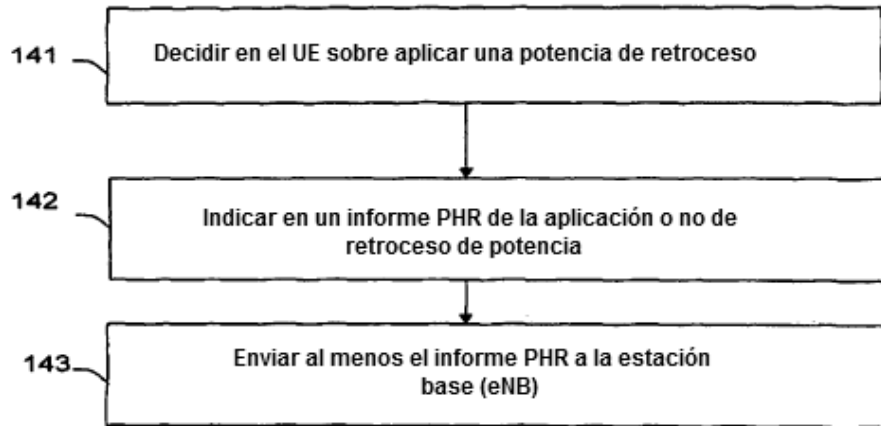 141
Decidir en el UE sobre aplicar una potencia de retroceso
142
Indicar en un informe PHR de la aplicación o no de
retroceso de potencia
143
Enviar al menos el informe PHR a la estación
base (eNB)